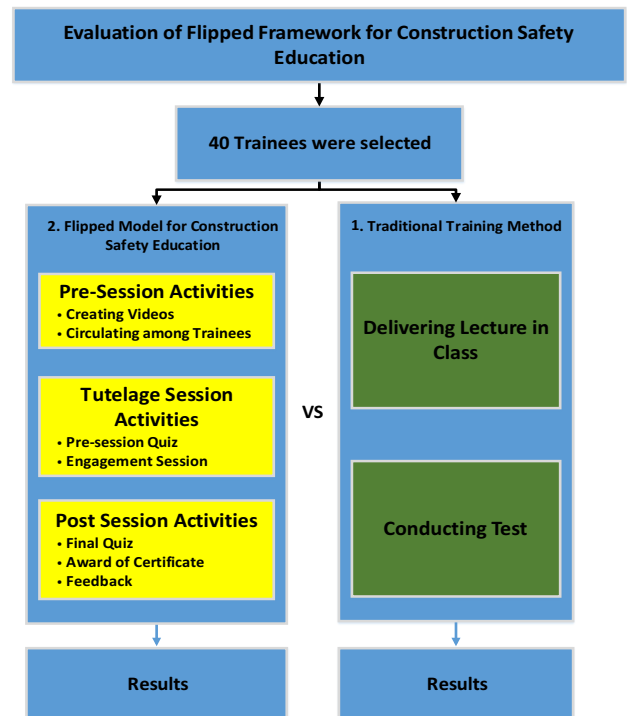 Evaluation of Flipped Framework for Construction Safety
Education
40 Trainees were selected
2. Flipped Model for Construction
Safety Education
Pre-Session Activities
• Creating Videos
• Circulating among Trainees
Tutelage Session
Activities
• Pre-session Quiz
• Engagement Session
Post Session Activities
• Final Quiz
• Award of Certificate
• Feedback
Results
VS
1. Traditional Training Method
Delivering Lecture in
Class
Conducting Test
Results